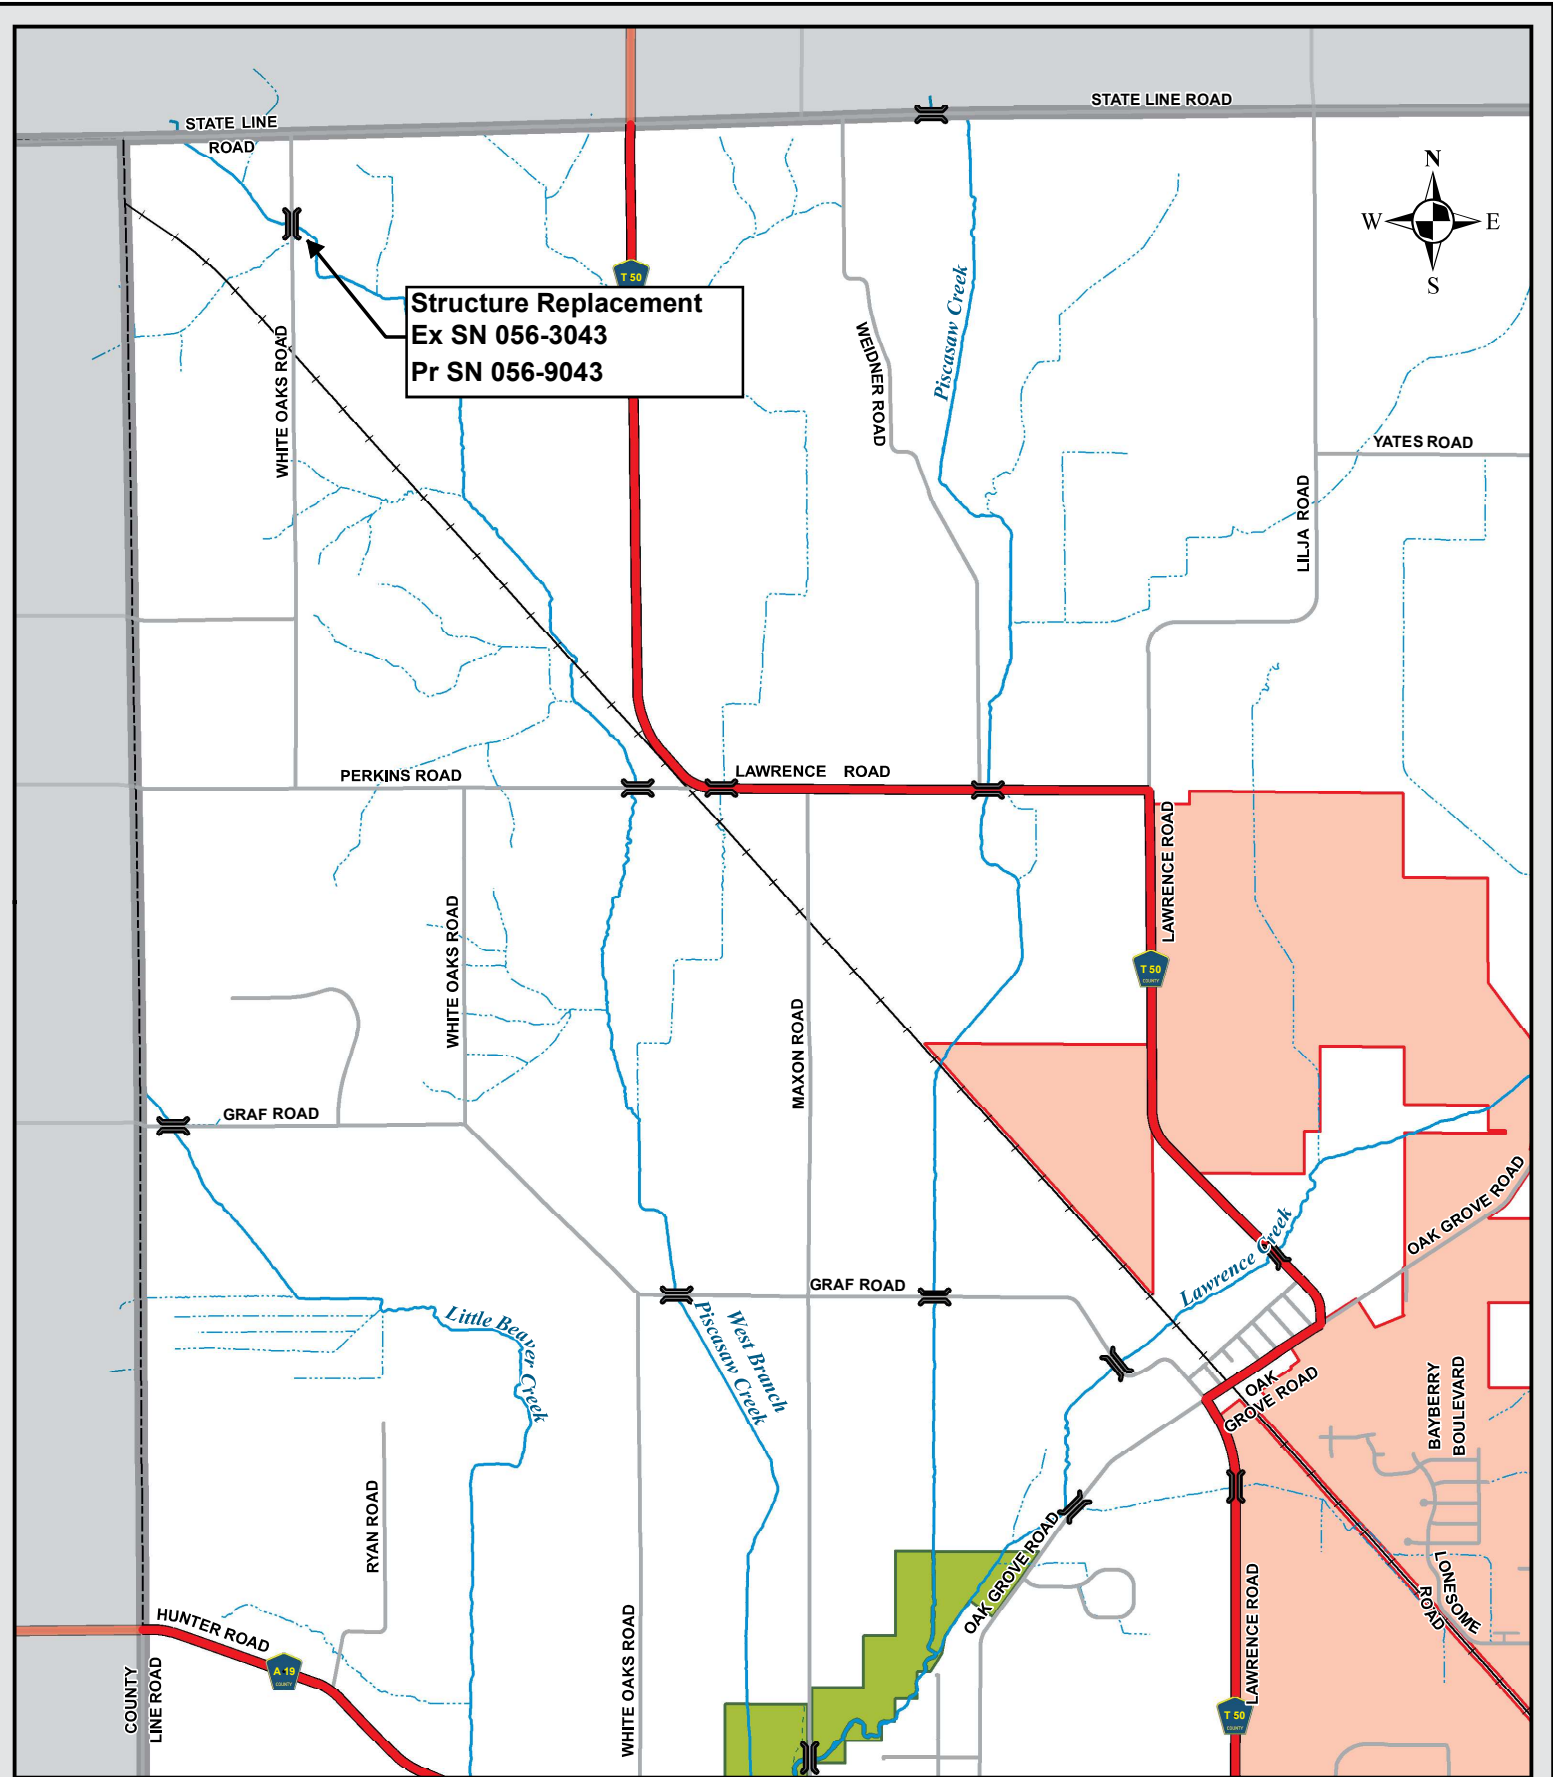 STATE LINE ROAD
STATE LINE
ROAD
N
W
E
S
T 50
Structure Replacement
Ex SN 056-3043
Pr SN 056-9043
Piscasaw Creek
WEIDNER ROAD
WHITE OAKS ROAD
YATES ROAD
LILJA ROAD
PERKINS ROAD
LAWRENCE ROAD
LAWRENCE ROAD
WHITE OAKS ROAD
T 50
COUNTY
MAXON ROAD
GRAF ROAD
OAK GROVE ROAD
Lawrence Creek
GRAF ROAD
Little Beaver Creek
West Branch
Piscasaw Creek
OAK
GROVE ROAD
BAYBERRY
BOULEVARD
RYAN ROAD
OAK GROVE ROAD
LONESOME
ROAD
HUNTER ROAD
A 19
COUNTY
COUNTY
LINE ROAD
WHITE OAKS ROAD
LAWRENCE ROAD
T 50
COUNTY